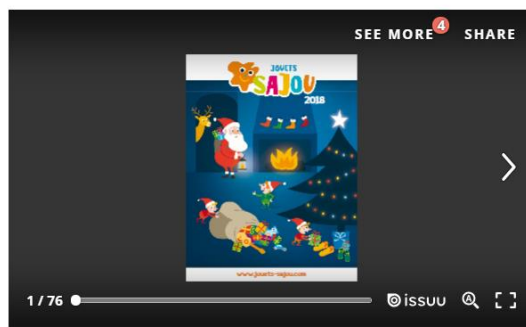 SEE MORE 4 SHARE
JOUETS
SAJOU
2018
www.jouets-sajou.com
1 / 76 issuu